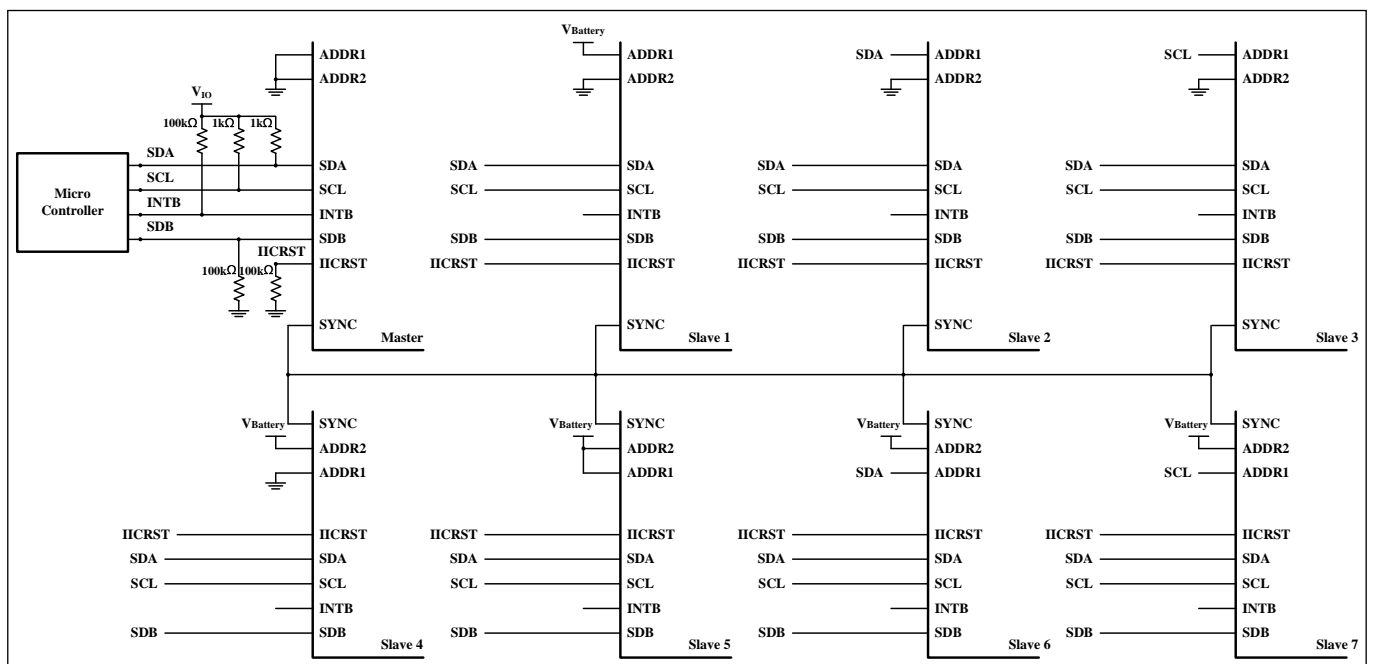 VBattery
ADDR1
ADDR1
SDA
ADDR1
SCL
ADDR1
ADDR2
ADDR2
ADDR2
ADDR2
VIO
100kΩ
1kΩ
1kΩ
Micro
Controller
SDA
SCL
INTB
SDB
IICRST
100kΩ
100kΩ
SDA
SCL
INTB
SDB
IICRST
SYNC
Master
SDA
SCL
SDB
IICRST
SDA
SCL
INTB
SDB
IICRST
SYNC
Slave 1
SDA
SCL
SDB
IICRST
SDA
SCL
INTB
SDB
IICRST
SYNC
Slave 2
SDA
SCL
SDB
IICRST
SDA
SCL
INTB
SDB
IICRST
SYNC
Slave 3
VBattery
SYNC
ADDR2
ADDR1
IICRST
SDA
SCL
SDB
IICRST
SDA
SCL
INTB
SDB
Slave 4
VBattery
SYNC
ADDR2
ADDR1
IICRST
SDA
SCL
SDB
IICRST
SDA
SCL
INTB
SDB
Slave 5
VBattery
SYNC
ADDR2
SDA
ADDR1
IICRST
SDA
SCL
SDB
IICRST
SDA
SCL
INTB
SDB
Slave 6
VBattery
SYNC
ADDR2
SCL
ADDR1
IICRST
SDA
SCL
SDB
IICRST
SDA
SCL
INTB
SDB
Slave 7